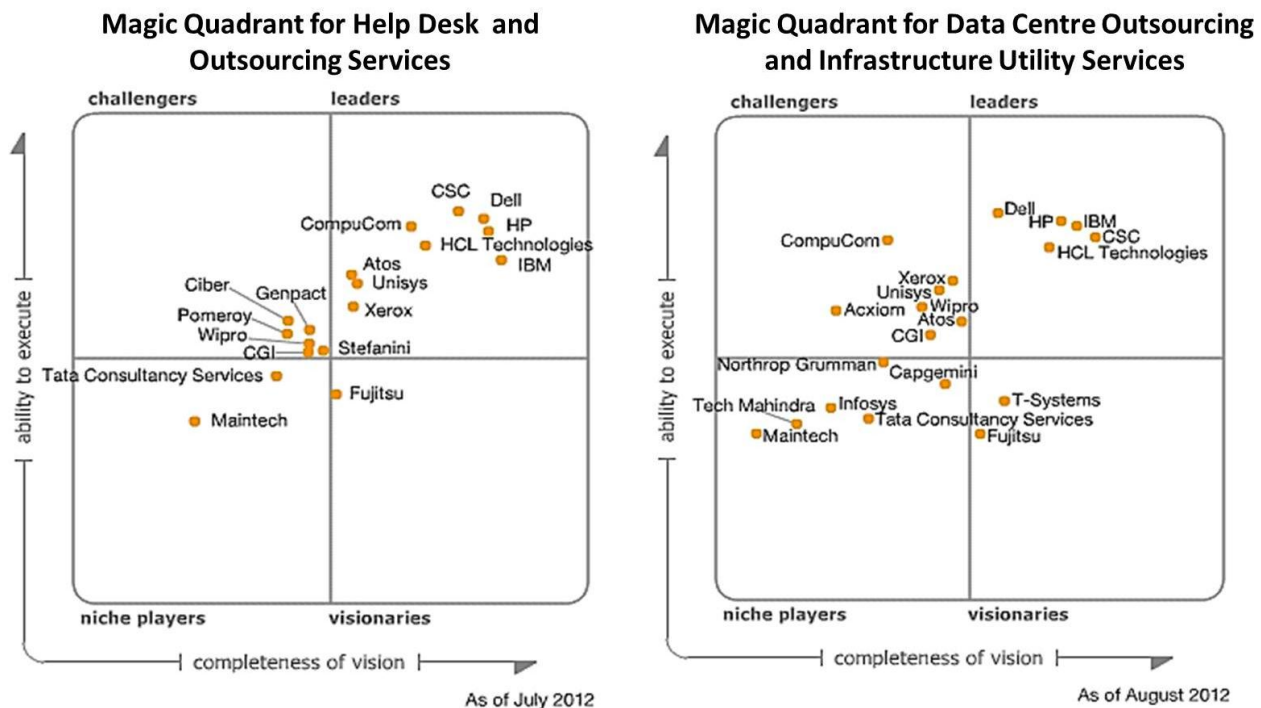 Magic Quadrant for Help Desk and
Outsourcing Services
challengers
leaders
CSC
Dell
CompuCom
HP
HCL Technologies
IBM
Atos
Unisys
Ciber
Genpact
Xerox
Pomeroy
Wipro
CGI
Stefanini
Tata Consultancy Services
Fujitsu
Maintech
ability to execute
niche players
visionaries
completeness of vision
As of July 2012
Magic Quadrant for Data Centre Outsourcing
and Infrastructure Utility Services
challengers
leaders
Dell
HP
IBM
CSC
CompuCom
HCL Technologies
Xerox
Unisys
Acxiom
Wipro
Atos
CGI
Northrop Grumman
Capgemini
Tech Mahindra
Infosys
T-Systems
Tata Consultancy Services
Maintech
Fujitsu
ability to execute
niche players
visionaries
completeness of vision
As of August 2012